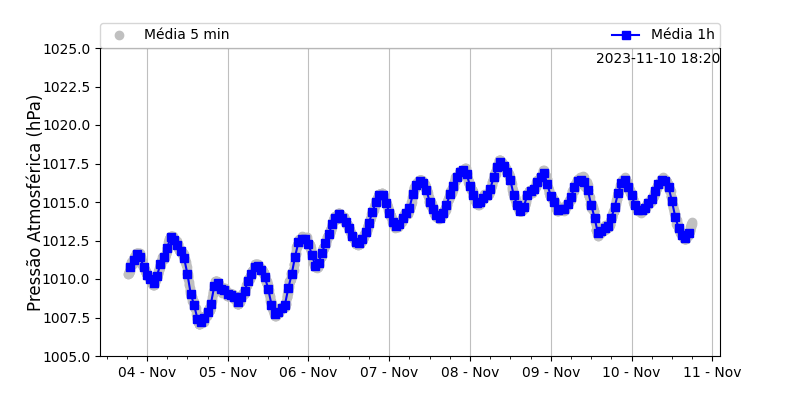 Média 5 min
Média 1h
2023-11-10 18:20
Pressão Atmosférica (hPa)
1025.0
1022.5
1020.0
1017.5
1015.0
1012.5
1010.0
1007.5
1005.0
04 - Nov
05 - Nov
06 - Nov
07 - Nov
08 - Nov
09 - Nov
10 - Nov
11 - Nov